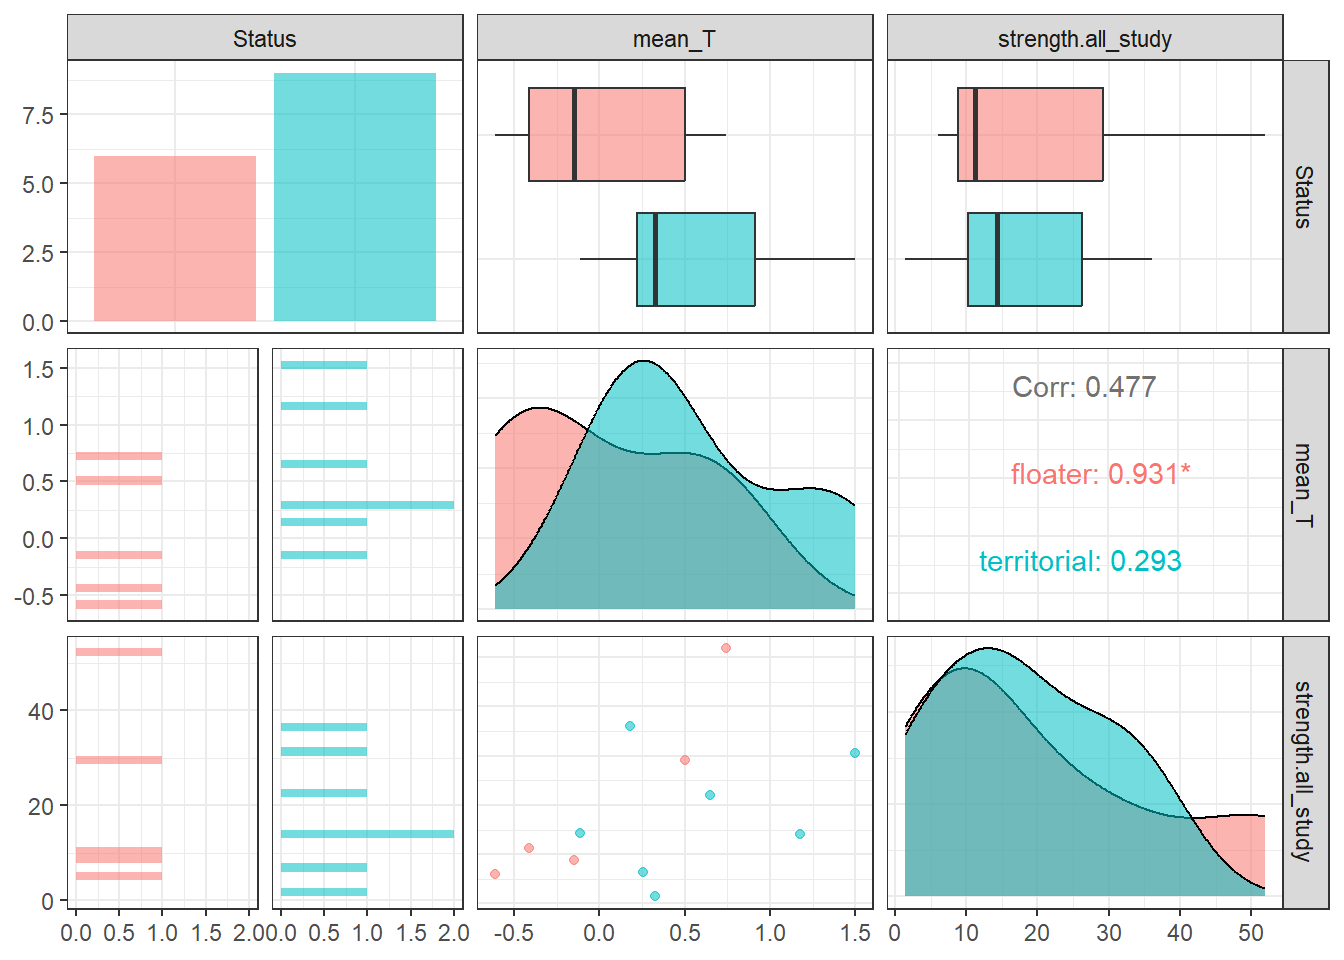 Status mean_T strength.all_study
7.5
5.0
2.5
0.0
Status
1.5
1.0
0.5
0.0
-0.5
Corr: 0.477
floater: 0.931*
territorial: 0.293
mean_T
40
20
0
strength.all_study
0.0 0.5 1.0 1.5 2.0 0.0 0.5 1.0 1.5 2.0 -0.5 0.0 0.5 1.0 1.5 0 10 20 30 40 50